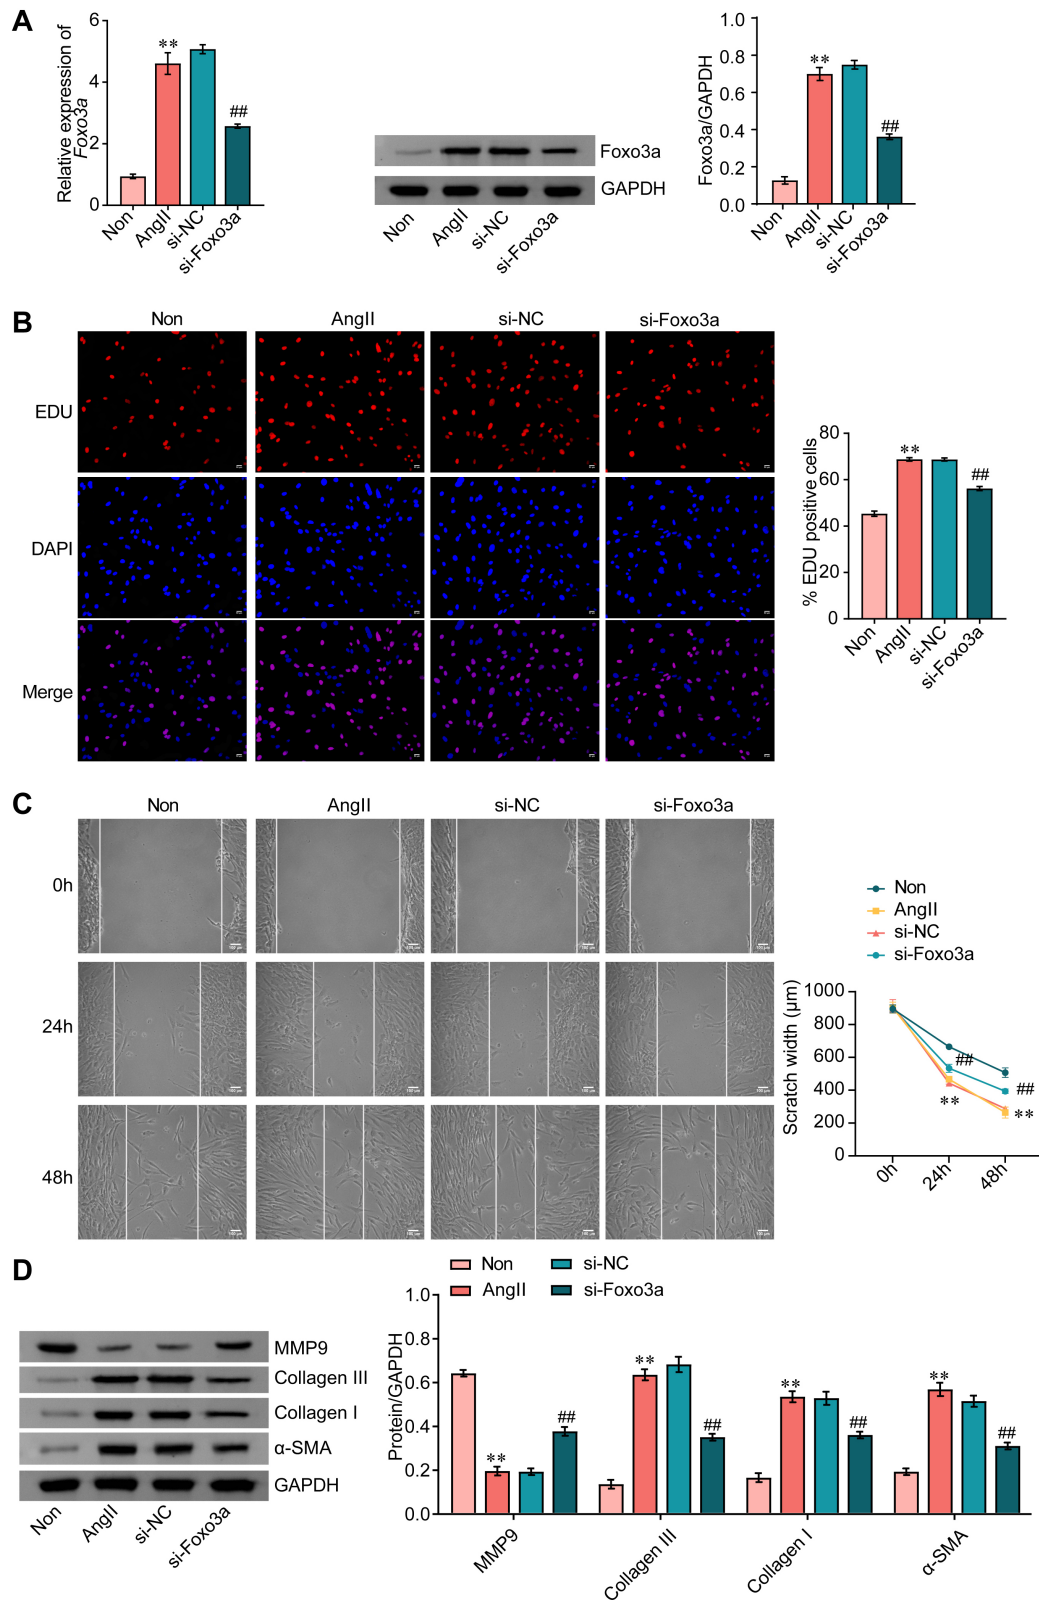 A
Relative expression of
Foxo3a
6
4
2
0
**
##
Non
AngII
si-NC
si-Foxo3a
Foxo3a
GAPDH
Non
AngII
si-NC
si-Foxo3a
Foxo3a/GAPDH
1.0
0.8
0.6
0.4
0.2
0.0
**
##
Non
AngII
si-NC
si-Foxo3a
B
Non
AngII
si-NC
si-Foxo3a
EDU
DAPI
Merge
% EDU positive cells
80
60
40
20
0
**
##
Non
AngII
si-NC
si-Foxo3a
C
Non
AngII
si-NC
si-Foxo3a
0h
24h
48h
Non
AngII
si-NC
si-Foxo3a
Scratch width (μm)
1000
800
600
400
200
0
##
**
##
**
0h
24h
48h
D
MMP9
Collagen III
Collagen I
α-SMA
GAPDH
Non
AngII
si-NC
si-Foxo3a
Non
si-NC
AngII
si-Foxo3a
Protein/GAPDH
1.0
0.8
0.6
0.4
0.2
0.0
**
##
**
##
**
##
**
##
MMP9
Collagen III
Collagen I
α-SMA